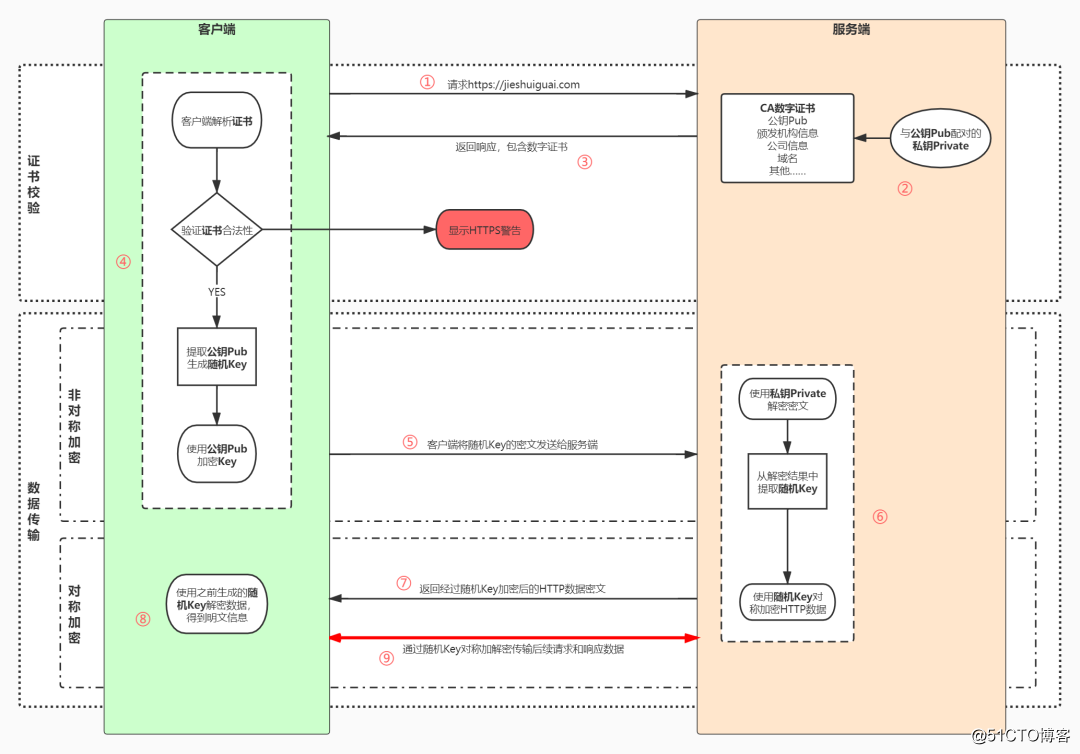 客户端
服务端
证书校验
① 请求https://jieshuiguai.com
客户端解析证书
CA数字证书
公钥Pub
颁发机构信息
公司信息
域名
其他......
与公钥Pub配对的
私钥Private
②
返回响应，包含数字证书
③
验证证书合法性
显示HTTPS警告
④
YES
数据传输
非对称加密
提取公钥Pub
生成随机Key
使用公钥Pub
加密Key
⑤ 客户端将随机Key的密文发送给服务端
使用私钥Private
解密密文
从解密结果中
提取随机Key
⑥
对称加密
⑦ 返回经过随机Key加密后的HTTP数据密文
使用随机Key对
称加密HTTP数据
使用之前生成的随
机Key解密数据，
得到明文信息
⑧
⑨ 通过随机Key对称加解密传输后续请求和响应数据
@51CTO博客